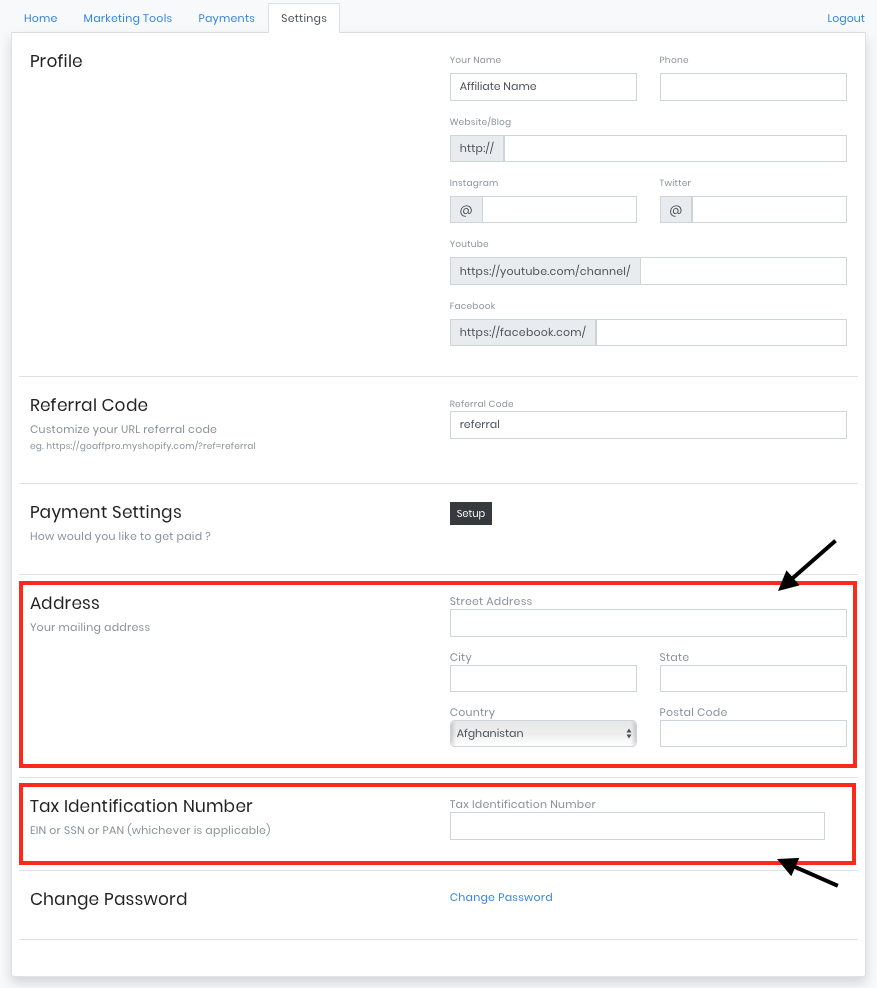 Home Marketing Tools Payments Settings Logout
Profile
Your Name Phone
Affiliate Name
Website/Blog
http://
Instagram Twitter
@ @
Youtube
https://youtube.com/channel/
Facebook
https://facebook.com/
Referral Code
Customize your URL referral code
eg. https://goaffpro.myshopify.com/?ref=referral
Referral Code
referral
Payment Settings
How would you like to get paid ?
Setup
Address
Your mailing address
Street Address
City State
Country Postal Code
Afghanistan
Tax Identification Number
EIN or SSN or PAN (whichever is applicable)
Tax Identification Number
Change Password
Change Password